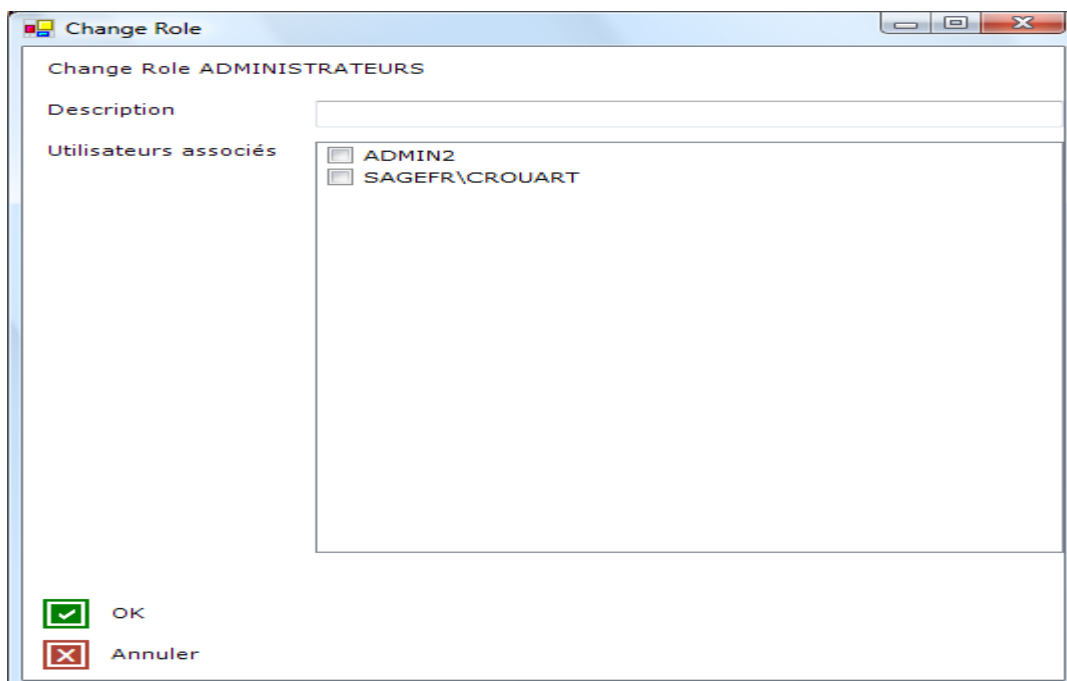 Change Role
Change Role ADMINISTRATEURS
Description
Utilisateurs associés
ADMIN2
SAGEFR\CROUART
OK
Annuler